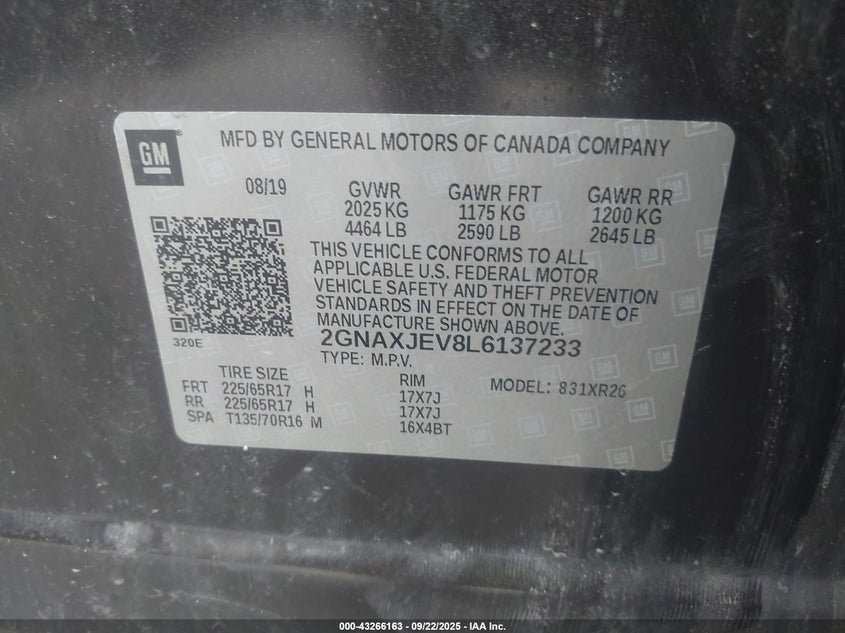 GM
MFD BY GENERAL MOTORS OF CANADA COMPANY
08/19 GVWR GAWR FRT GAWR RR
2025 KG 1175 KG 1200 KG
4464 LB 2590 LB 2645 LB
THIS VEHICLE CONFORMS TO ALL
APPLICABLE U.S. FEDERAL MOTOR
VEHICLE SAFETY AND THEFT PREVENTION
STANDARDS IN EFFECT ON THE DATE OF
MANUFACTURE SHOWN ABOVE.
320E
2GNAXJEV8L6137233
TYPE: M.P.V.
TIRE SIZE RIM MODEL: 831XR26
FRT 225/65R17 H 17X7J
RR 225/65R17 H 17X7J
SPA T135/70R16 M 16X4BT
000-43266163 - 09/22/2025 - IAA Inc.